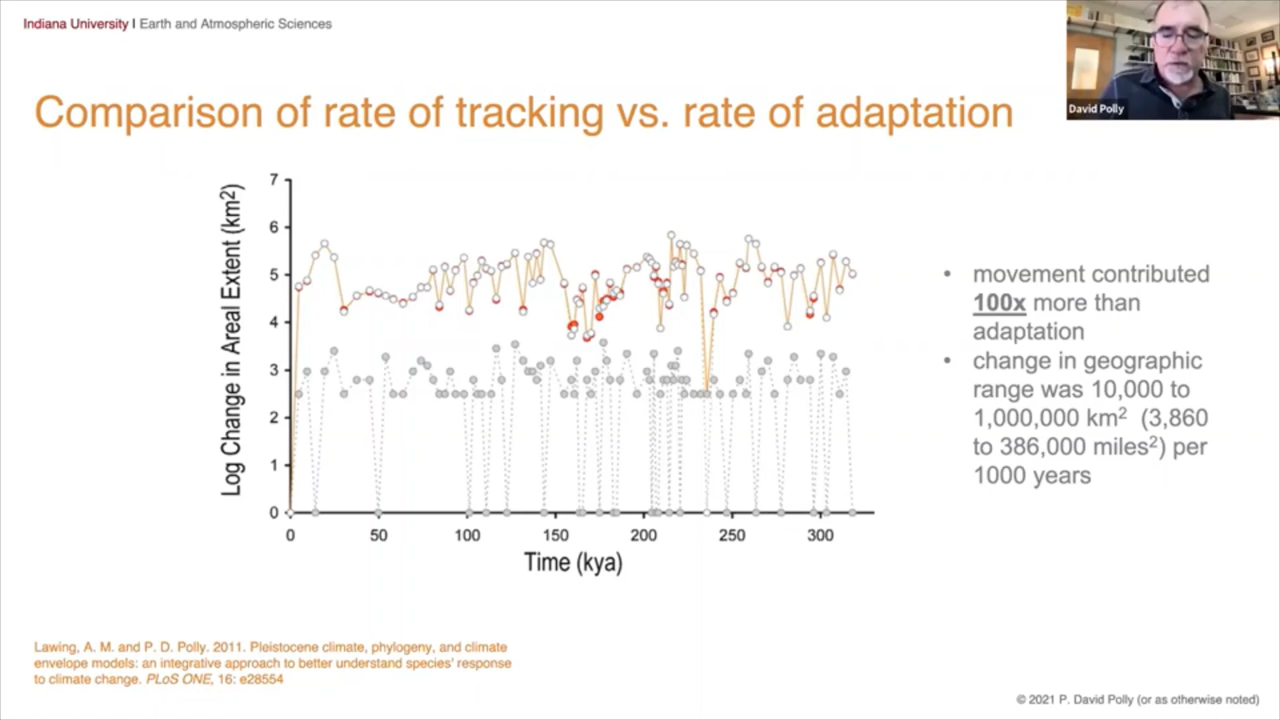 Indiana University I Earth and Atmospheric Sciences
David Polly
Comparison of rate of tracking vs. rate of adaptation
Log Change in Areal Extent (km²)
7
6
5
4
3
2
1
0
0 50 100 150 200 250 300
Time (kya)
• movement contributed
100x more than
adaptation
• change in geographic
range was 10,000 to
1,000,000 km² (3,860
to 386,000 miles²) per
1000 years
Lawing, A. M. and P. D. Polly. 2011. Pleistocene climate, phylogeny, and climate
envelope models: an integrative approach to better understand species' response
to climate change. PLoS ONE, 16: e28554
© 2021 P. David Polly (or as otherwise noted)